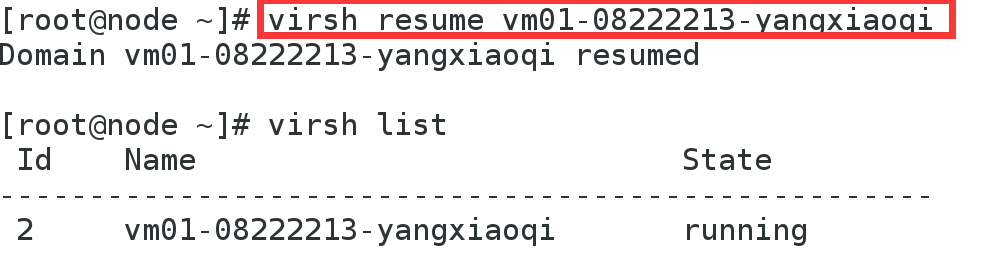 [root@node ~]# virsh resume vm01-08222213-yangxiaoqi
Domain vm01-08222213-yangxiaoqi resumed
[root@node ~]# virsh list
Id    Name                           State
----------------------------------------------------
2     vm01-08222213-yangxiaoqi       running